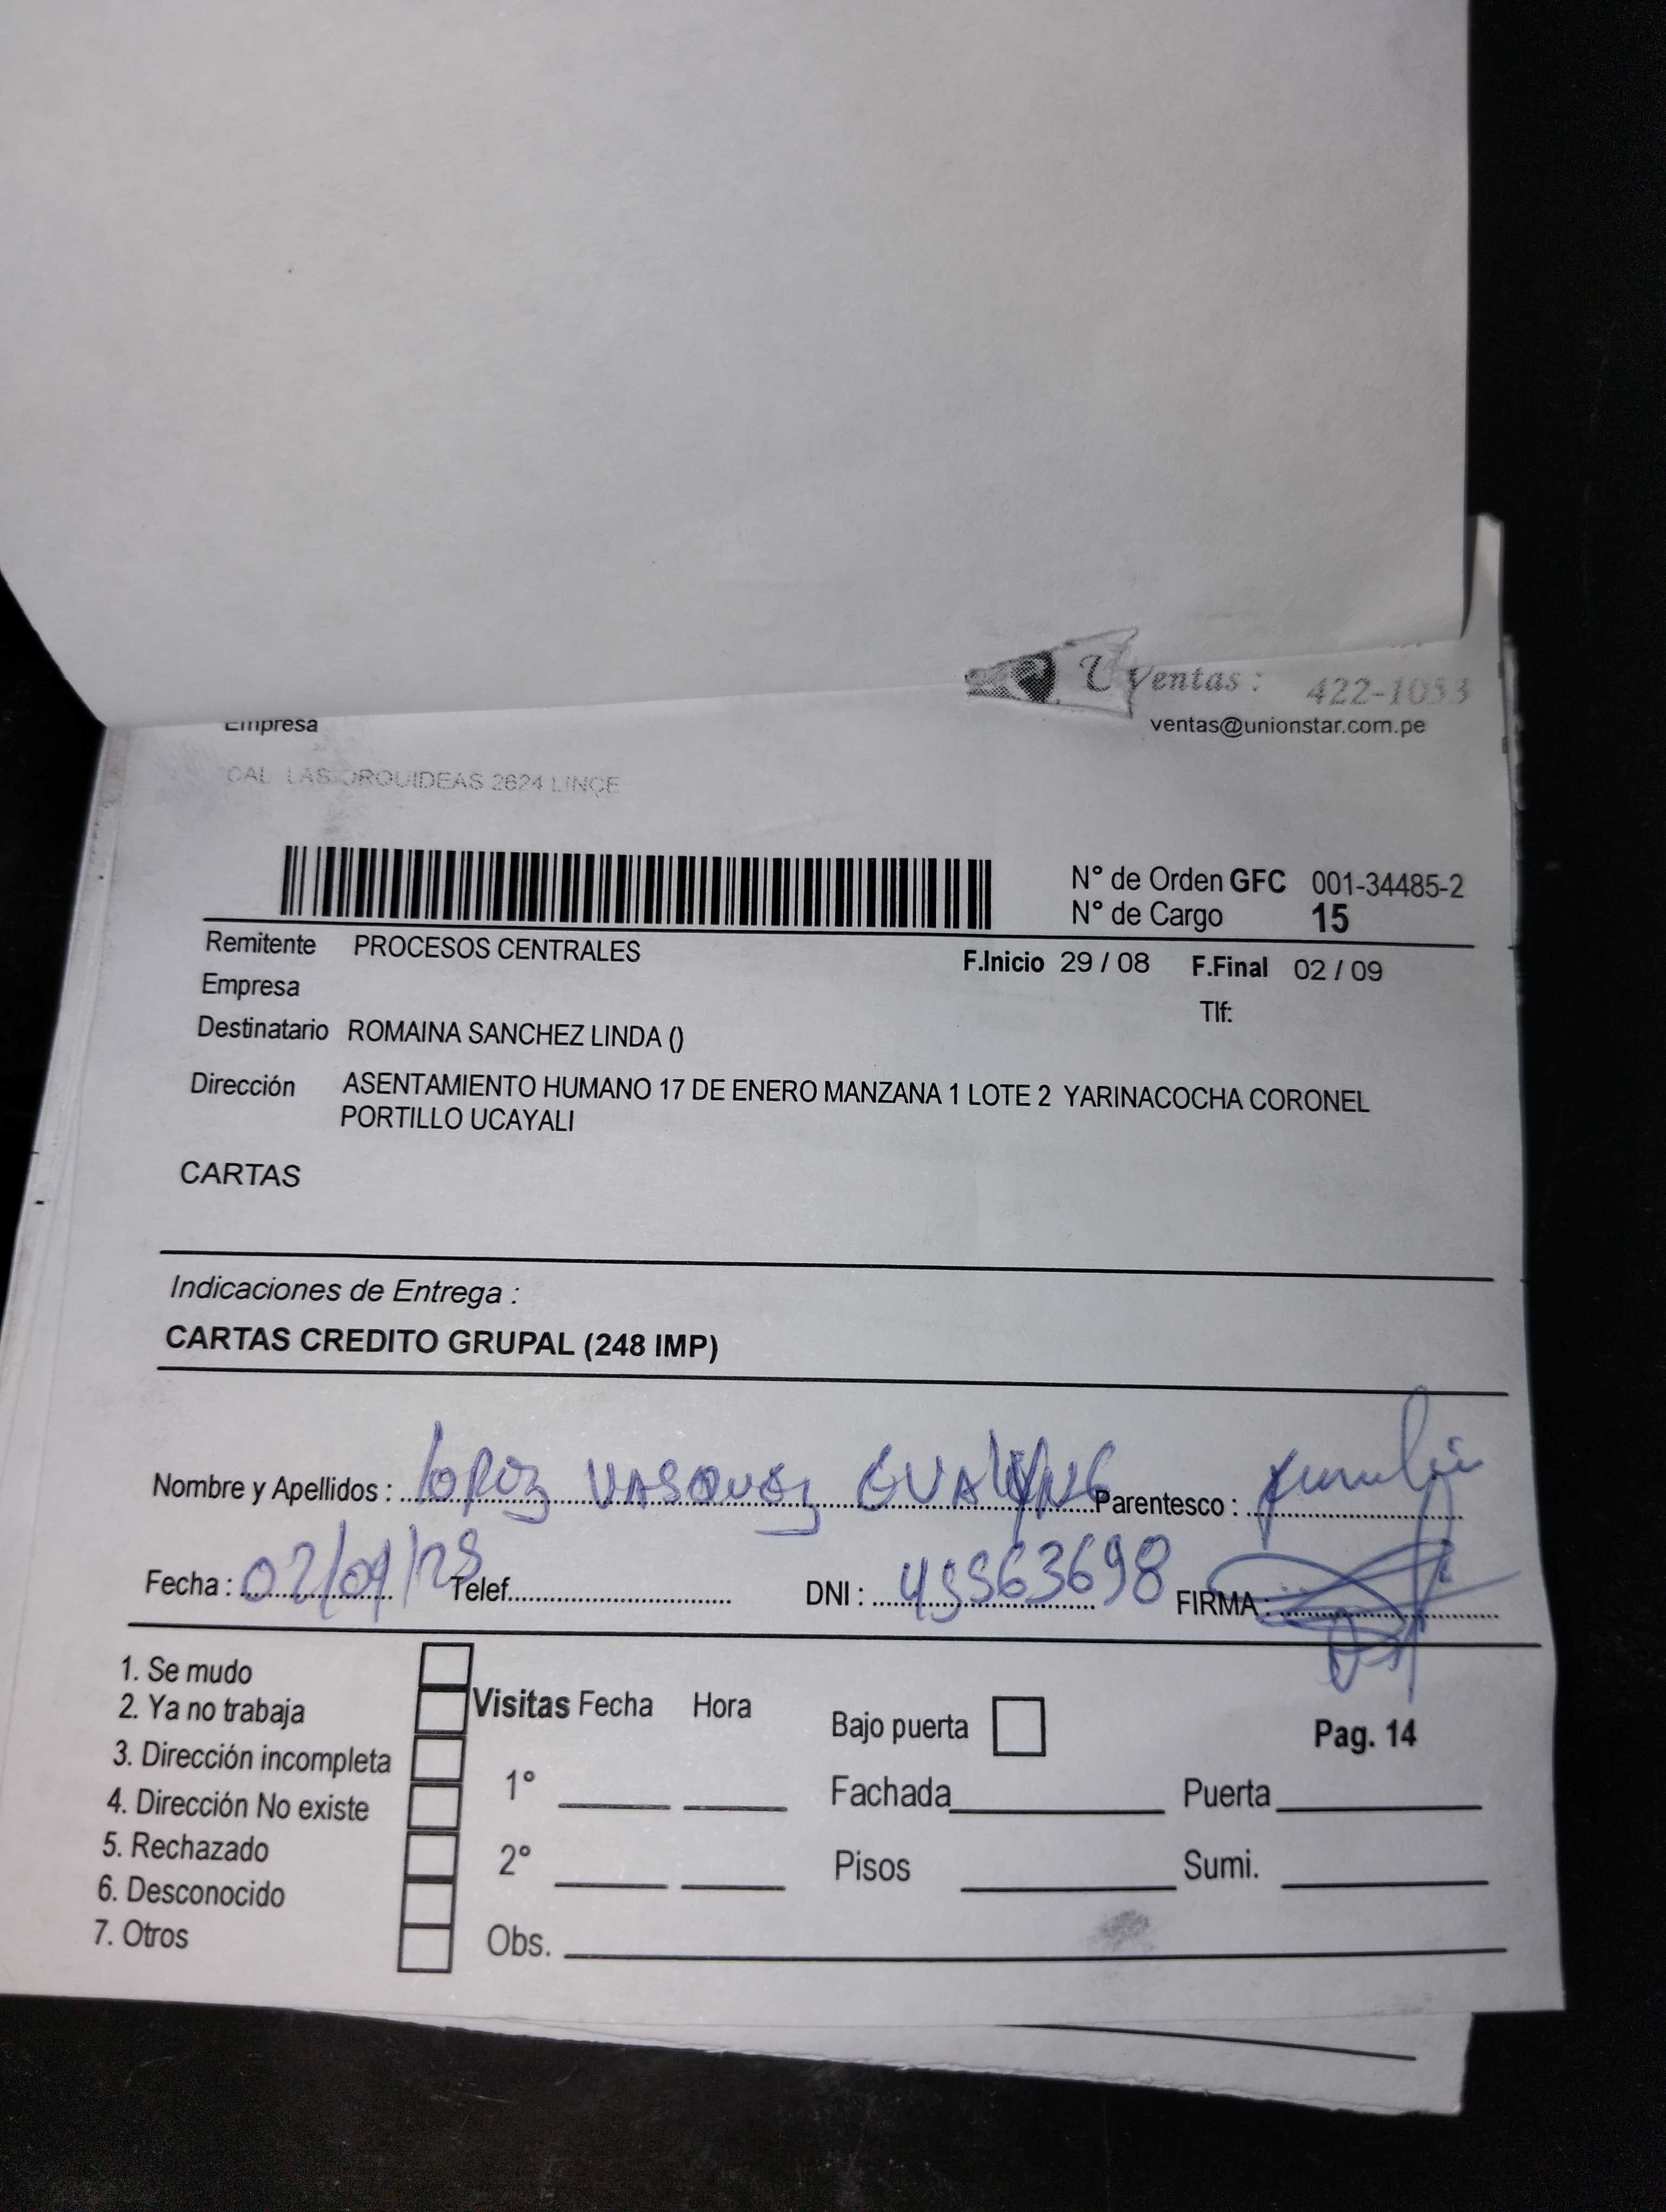 Ventas : 422-1053
Empresa
ventas@unionstar.com.pe
CAL LAS ORQUIDEAS 2624 LINCE
N° de Orden GFC 001-34485-2
N° de Cargo 15
Remitente PROCESOS CENTRALES
F.Inicio 29 / 08 F.Final 02 / 09
Empresa
Tlf:
Destinatario ROMAINA SANCHEZ LINDA ()
Dirección ASENTAMIENTO HUMANO 17 DE ENERO MANZANA 1 LOTE 2 YARINACOCHA CORONEL
PORTILLO UCAYALI
CARTAS
Indicaciones de Entrega :
CARTAS CREDITO GRUPAL (248 IMP)
Nombre y Apellidos : LOPEZ VASQUEZ Parentesco :
Fecha : 02/09/25 Telef. DNI : 45563698 FIRMA :
1. Se mudo
2. Ya no trabaja
3. Dirección incompleta
4. Dirección No existe
5. Rechazado
6. Desconocido
7. Otros
Visitas Fecha Hora
1°
2°
Obs.
Bajo puerta
Pag. 14
Fachada Puerta
Pisos Sumi.